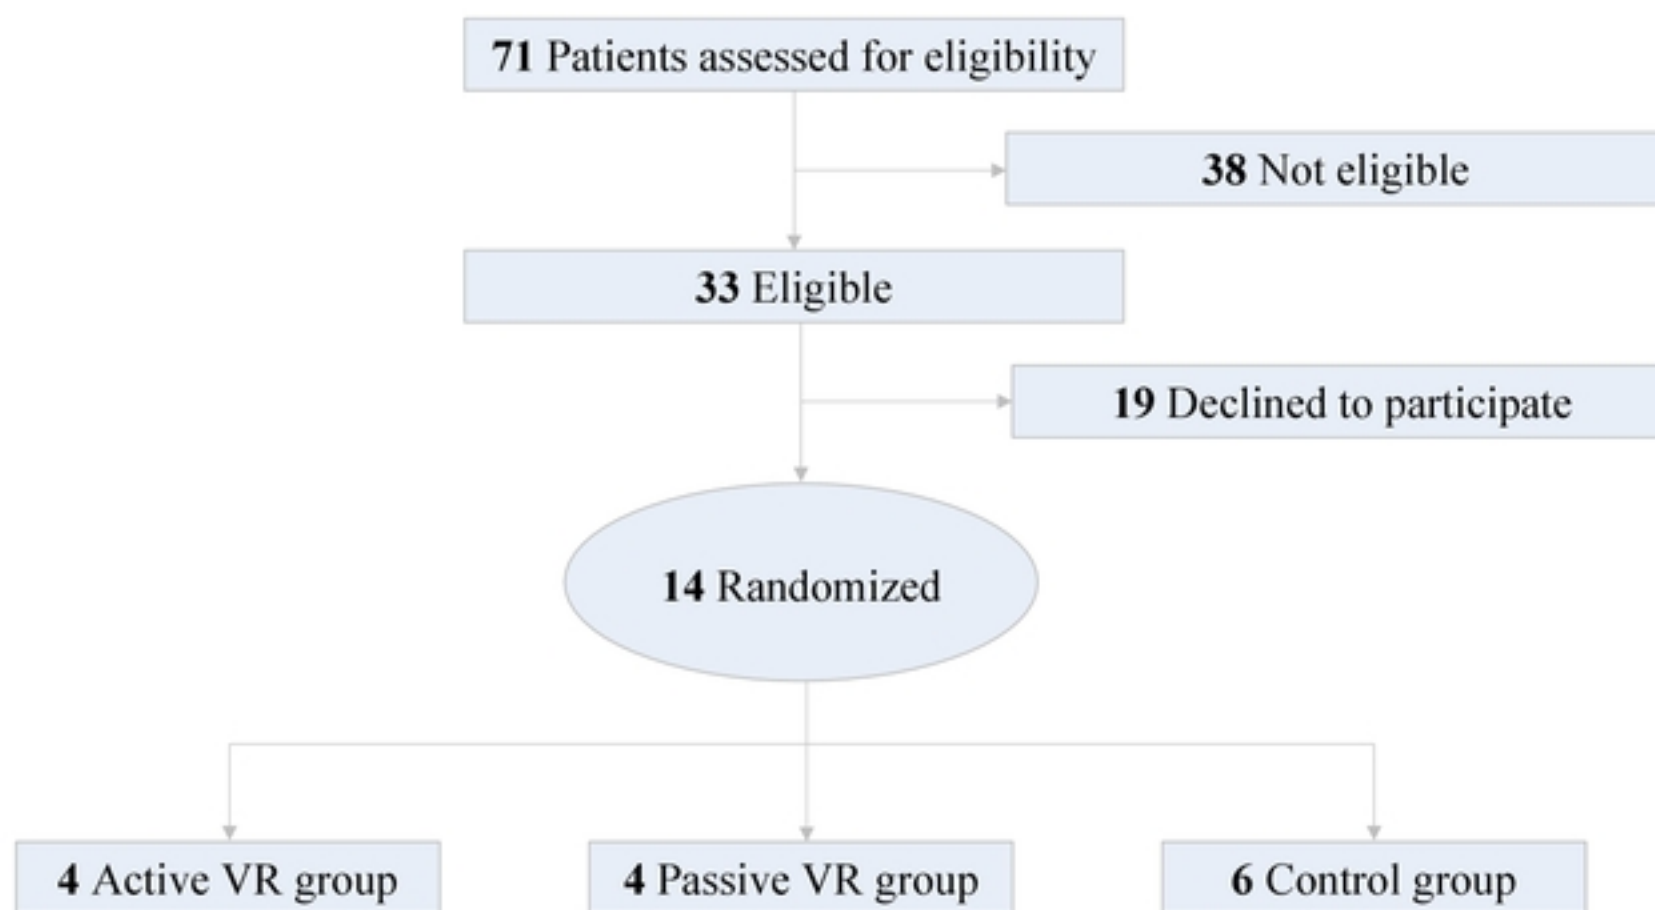 71 Patients assessed for eligibility
38 Not eligible
33 Eligible
19 Declined to participate
14 Randomized
4 Active VR group
4 Passive VR group
6 Control group